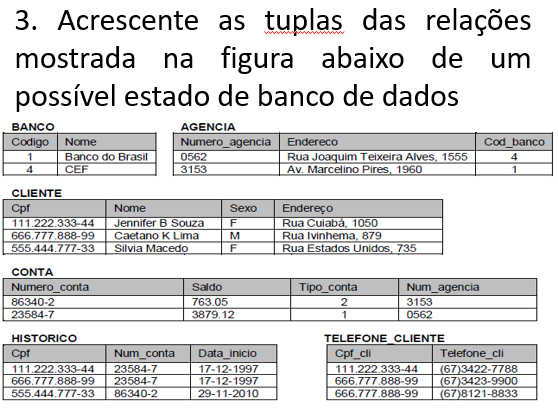 3. Acrescente as tuplas das relações
mostrada na figura abaixo de um
possível estado de banco de dados
BANCO
Codigo Nome
1 Banco do Brasil
4 CEF
AGENCIA
Numero_agencia Endereco Cod_banco
0562 Rua Joaquim Teixeira Alves, 1555 4
3153 Av. Marcelino Pires, 1960 1
CLIENTE
Cpf Nome Sexo Endereço
111.222.333-44 Jennifer B Souza F Rua Cuiabá, 1050
666.777.888-99 Caetano K Lima M Rua Ivinhema, 879
555.444.777-33 Silvia Macedo F Rua Estados Unidos, 735
CONTA
Numero_conta Saldo Tipo_conta Num_agencia
86340-2 763.05 2 3153
23584-7 3879.12 1 0562
HISTORICO
Cpf Num_conta Data_inicio
111.222.333-44 23584-7 17-12-1997
666.777.888-99 23584-7 17-12-1997
555.444.777-33 86340-2 29-11-2010
TELEFONE_CLIENTE
Cpf_cli Telefone_cli
111.222.333-44 (67)3422-7788
666.777.888-99 (67)3423-9900
666.777.888-99 (67)8121-8833